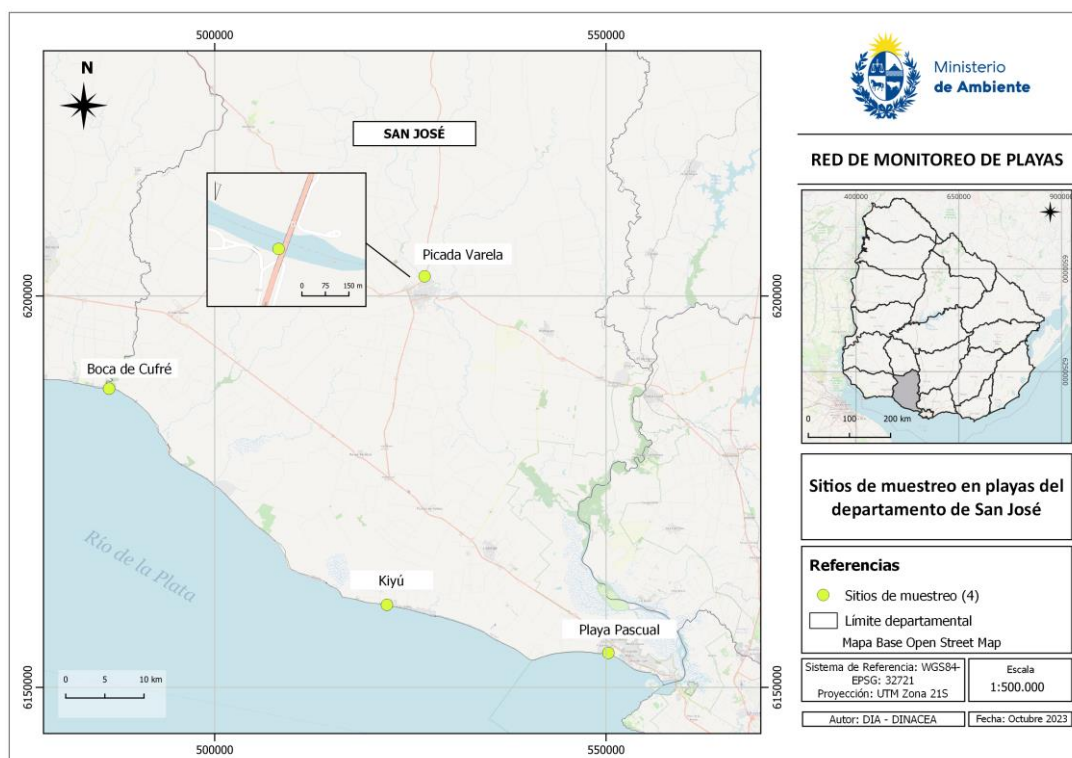 500000
550000
N
SAN JOSÉ
0 75 150 m
Picada Varela
6200000
6200000
Boca de Cufré
Río de la Plata
Kiyú
Playa Pascual
0 5 10 km
6150000
6150000
500000
550000
Ministerio
de Ambiente
RED DE MONITOREO DE PLAYAS
400000
650000
900000
6500000
6250000
0 100 200 km
Sitios de muestreo en playas del
departamento de San José
Referencias
Sitios de muestreo (4)
Límite departamental
Mapa Base Open Street Map
Sistema de Referencia: WGS84-
EPSG: 32721
Proyección: UTM Zona 21S
Escala
1:500.000
Autor: DIA - DINACEA
Fecha: Octubre 2023